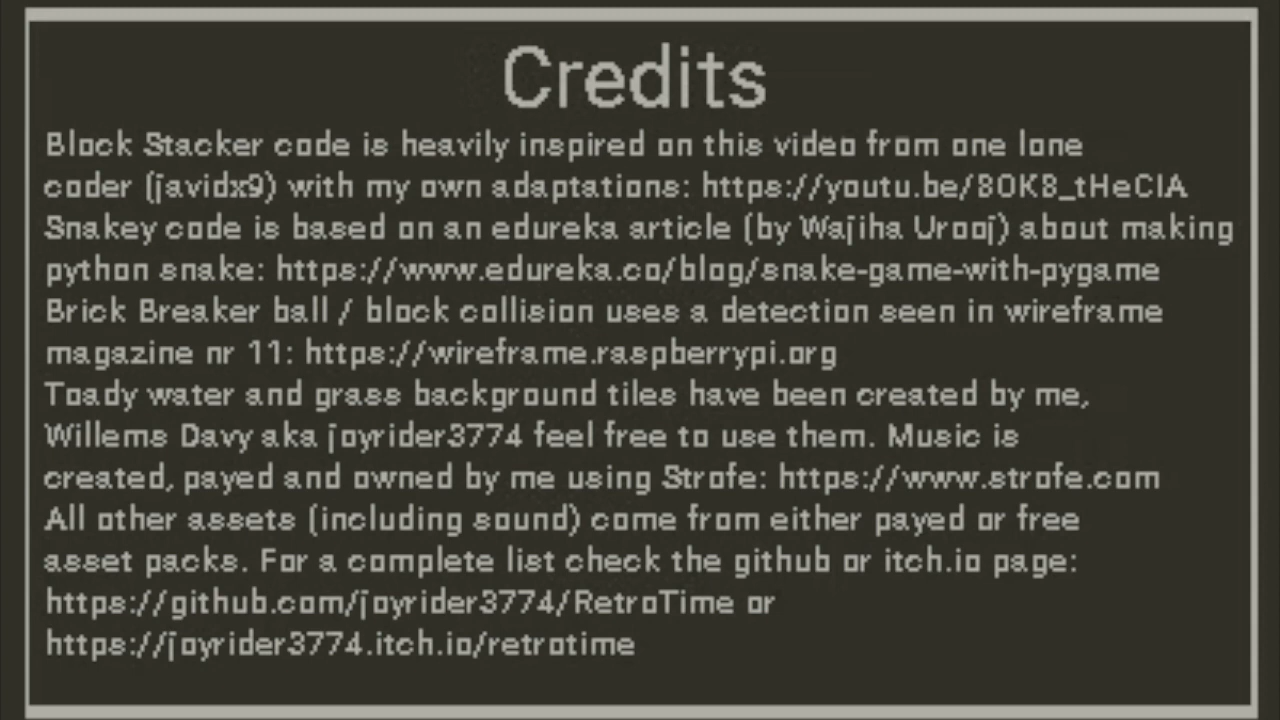 Credits
Block Stacker code is heavily inspired on this video from one lone
coder (javidx9) with my own adaptations: https://youtu.be/8OK8_tHeCIA
Snakey code is based on an edureka article (by Wajiha Urooj) about making
python snake: https://www.edureka.co/blog/snake-game-with-pygame
Brick Breaker ball / block collision uses a detection seen in wireframe
magazine nr 11: https://wireframe.raspberrypi.org
Toady water and grass background tiles have been created by me,
Willems Davy aka joyrider3774 feel free to use them. Music is
created, payed and owned by me using Strofe: https://www.strofe.com
All other assets (including sound) come from either payed or free
asset packs. For a complete list check the github or itch.io page:
https://github.com/joyrider3774/RetroTime or
https://joyrider3774.itch.io/retrotime